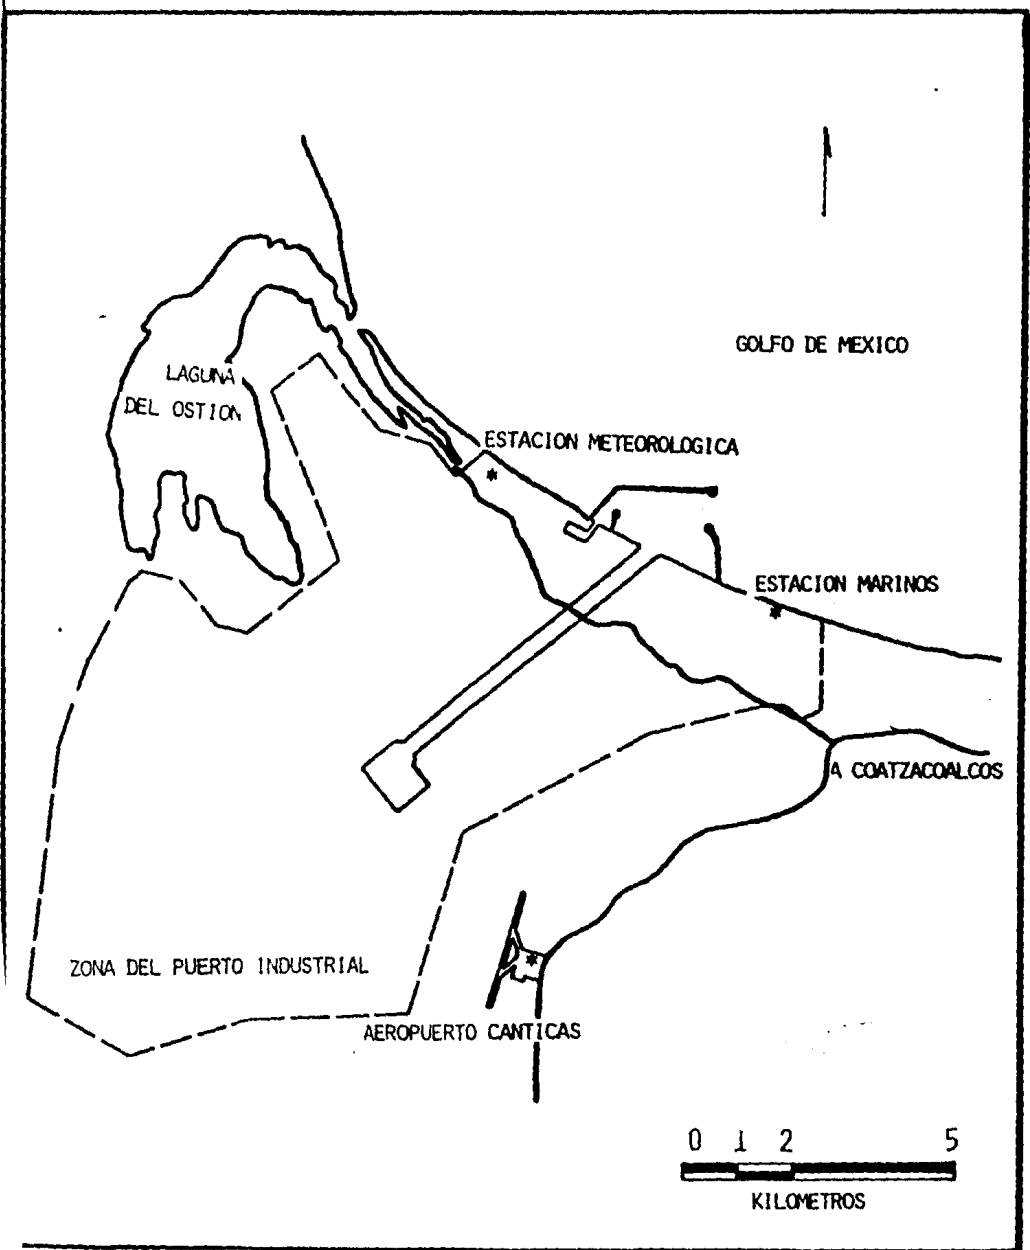 GOLFO DE MEXICO
LAGUNA
DEL OSTION
ESTACION METEOROLOGICA
ESTACION MARINOS
A COATZACOALCOS
ZONA DEL PUERTO INDUSTRIAL
AEROPUERTO CANTICAS
0 1 2 5
KILOMETROS